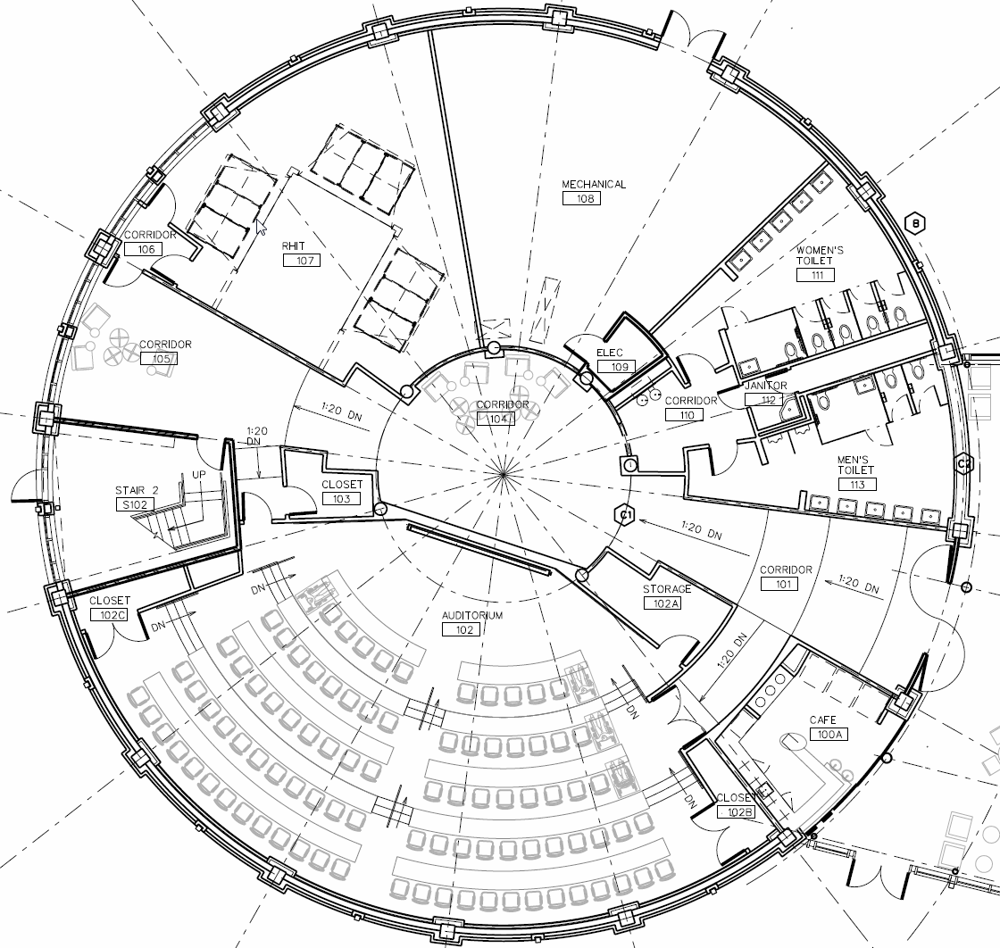 MECHANICAL
108
B
CORRIDOR
106
RHIT
107
WOMEN'S
TOILET
111
CORRIDOR
105
ELEC
109
JANITOR
112
CORRIDOR
104
CORRIDOR
110
1:20 DN
1:20
DN
MEN'S
TOILET
113
C2
UP
STAIR 2
S102
CLOSET
103
C1
1:20 DN
CORRIDOR
101
1:20 DN
STORAGE
102A
DN
CLOSET
102C
DN
AUDITORIUM
102
1:20 DN
DN
CAFE
100A
CLOSET
102B
DN